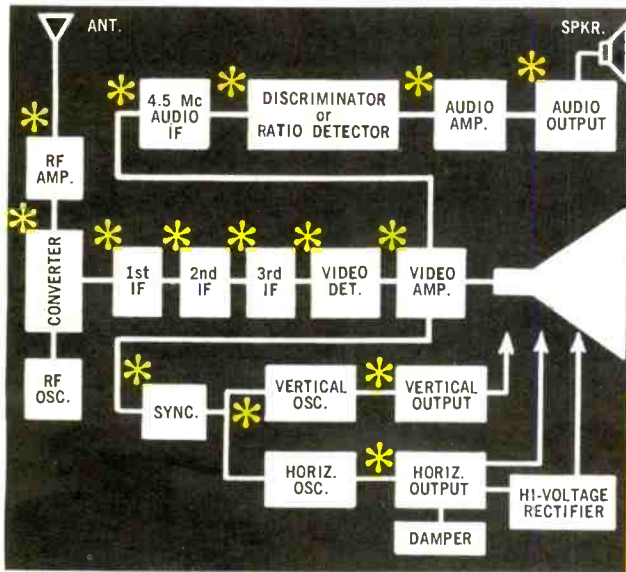 ANT.
SPKR.
4.5 Mc
AUDIO
IF
DISCRIMINATOR
or
RATIO DETECTOR
AUDIO
AMP.
AUDIO
OUTPUT
RF
AMP.
CONVERTER
RF
OSC.
1st
IF
2nd
IF
3rd
IF
VIDEO
DET.
VIDEO
AMP.
SYNC.
VERTICAL
OSC.
VERTICAL
OUTPUT
HORIZ.
OSC.
HORIZ.
OUTPUT
HI-VOLTAGE
RECTIFIER
DAMPER